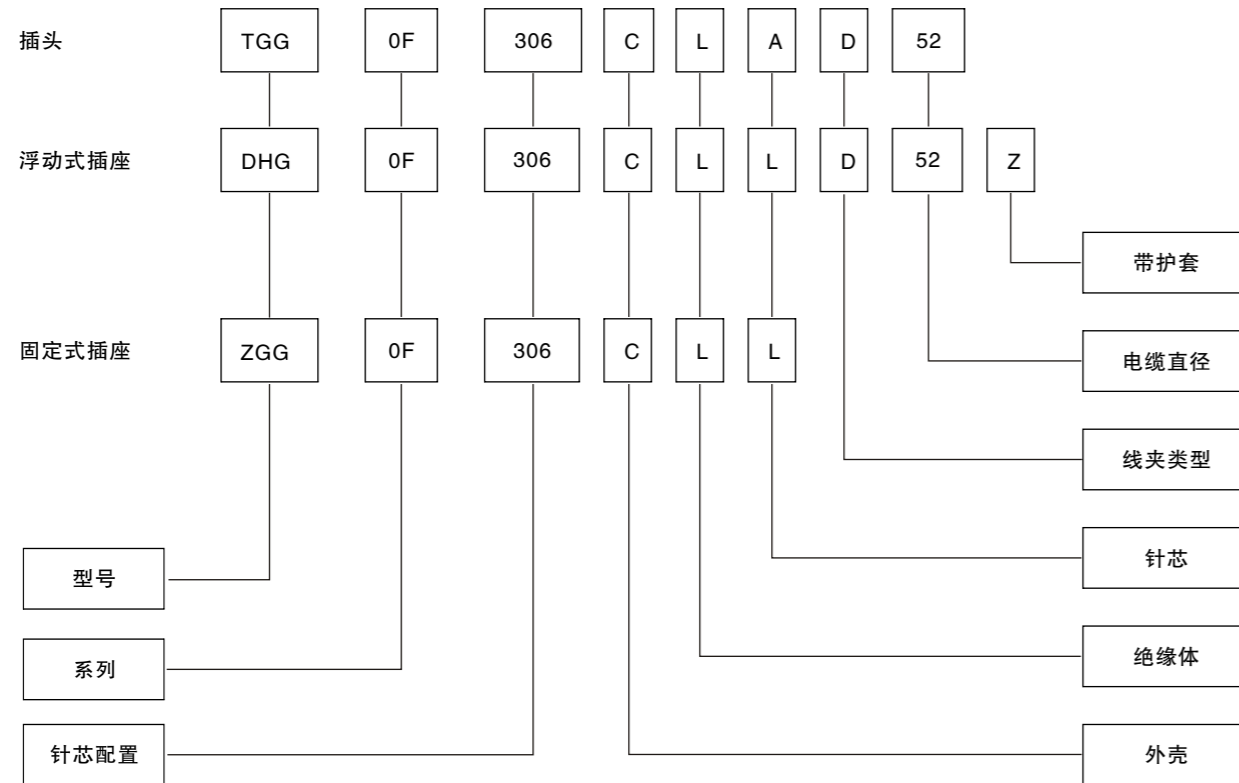 插头 TGG 0F 306 C L A D 52
浮动式插座 DHG 0F 306 C L L D 52 Z
带护套
固定式插座 ZGG 0F 306 C L L
电缆直径
线夹类型
针芯
型号
绝缘体
系列
针芯配置
外壳